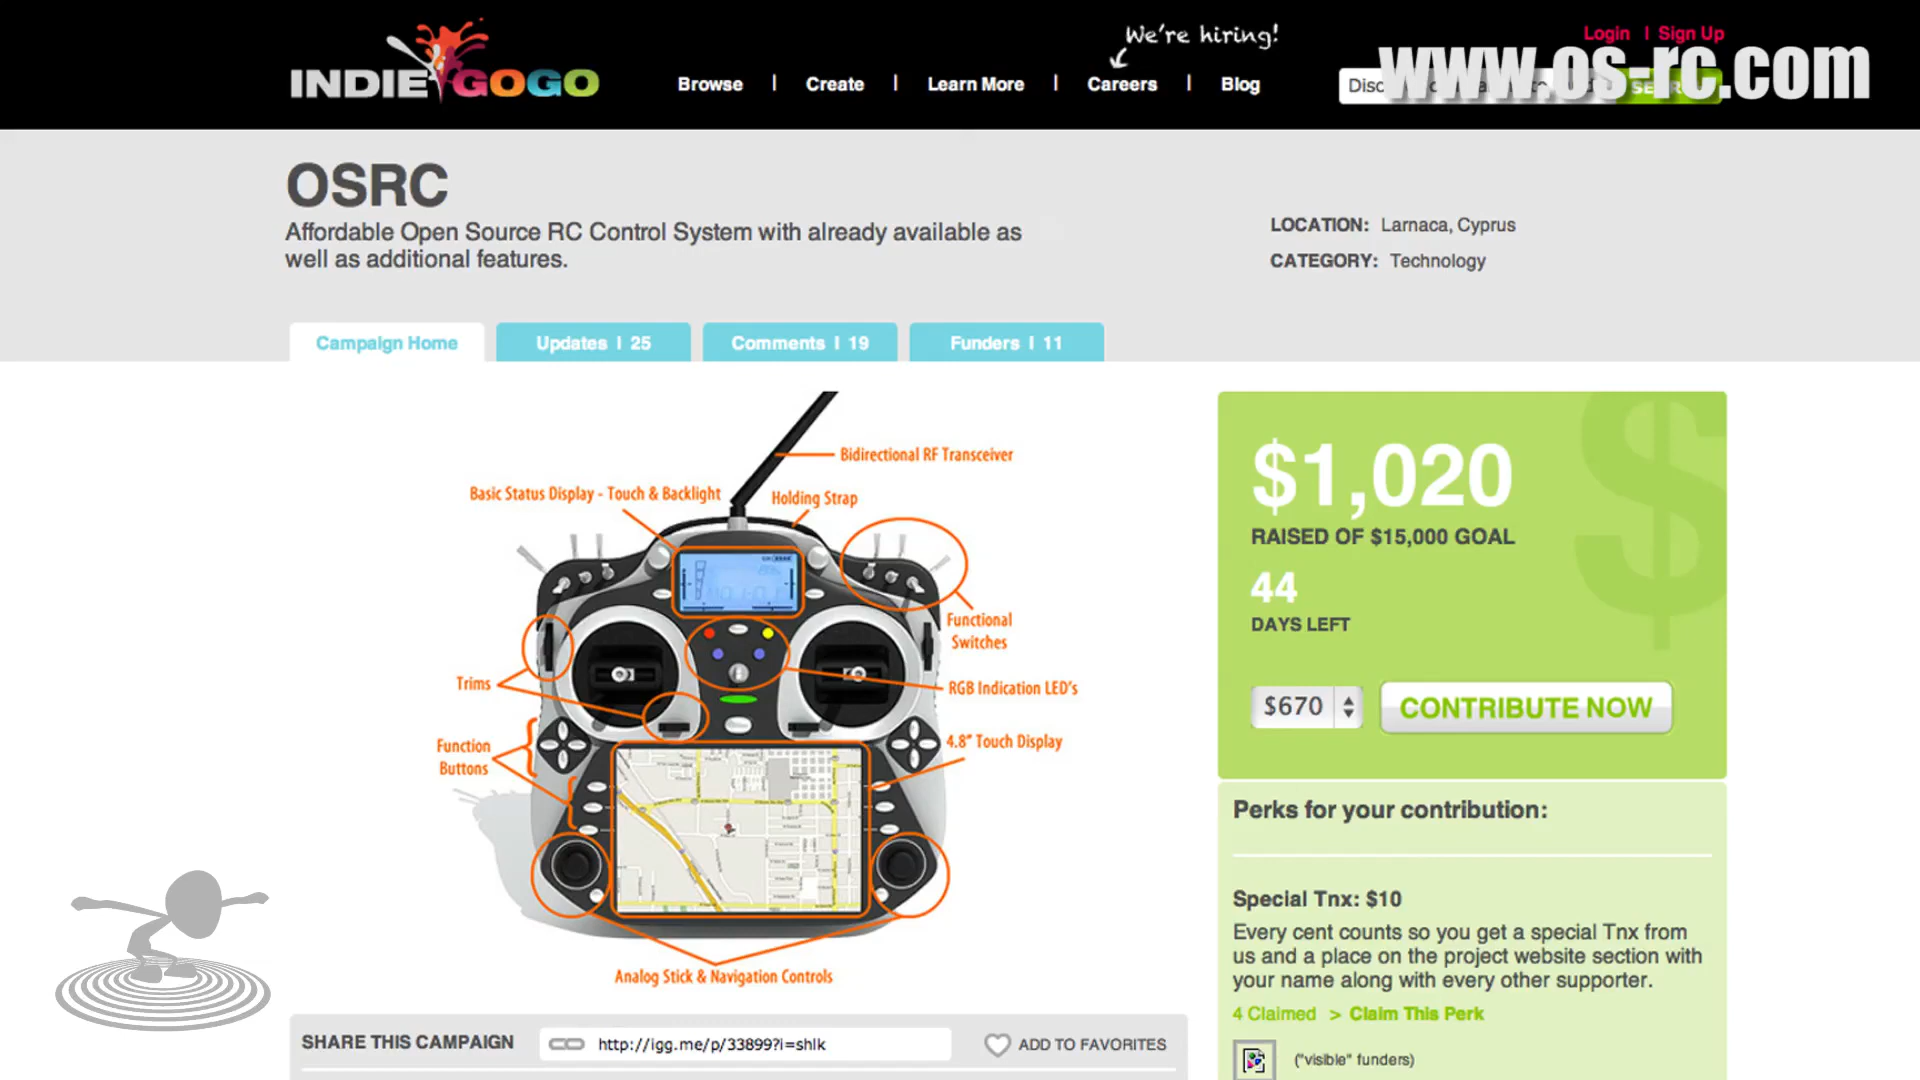 We're hiring!
Login | Sign Up
INDIEGOGO
Browse | Create | Learn More | Careers | Blog
www.os-rc.com
OSRC
Affordable Open Source RC Control System with already available as
well as additional features.
LOCATION: Larnaca, Cyprus
CATEGORY: Technology
Campaign Home
Updates | 25
Comments | 19
Funders | 11
Bidirectional RF Transceiver
Basic Status Display - Touch & Backlight
Holding Strap
Functional
Switches
Trims
RGB Indication LED's
Function
Buttons
4.8" Touch Display
Analog Stick & Navigation Controls
$1,020
RAISED OF $15,000 GOAL
44
DAYS LEFT
$670
CONTRIBUTE NOW
Perks for your contribution:
Special Tnx: $10
Every cent counts so you get a special Tnx from
us and a place on the project website section with
your name along with every other supporter.
4 Claimed > Claim This Perk
("visible" funders)
SHARE THIS CAMPAIGN
http://igg.me/p/33899?i=shlk
ADD TO FAVORITES